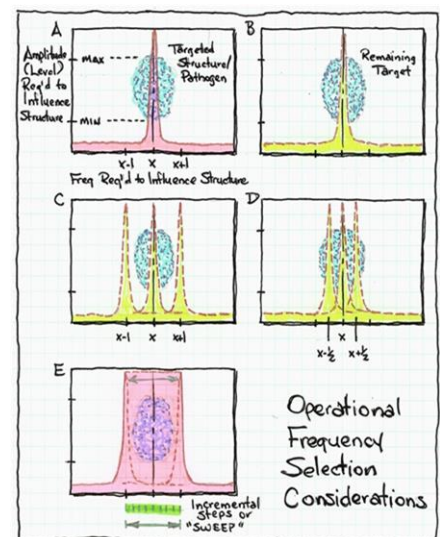 A
Amplitude
(Level)
Req'd to
Influence
Structure
MAX
MIN
Targeted
Structure/
Pathogen
x-1 x x+1
Freq Req'd to Influence Structure
B
Remaining
Target
C
x-1 x x+1
D
x-½ x x+½
E
Incremental
Steps or
"SWEEP"
Operational
Frequency
Selection
Considerations